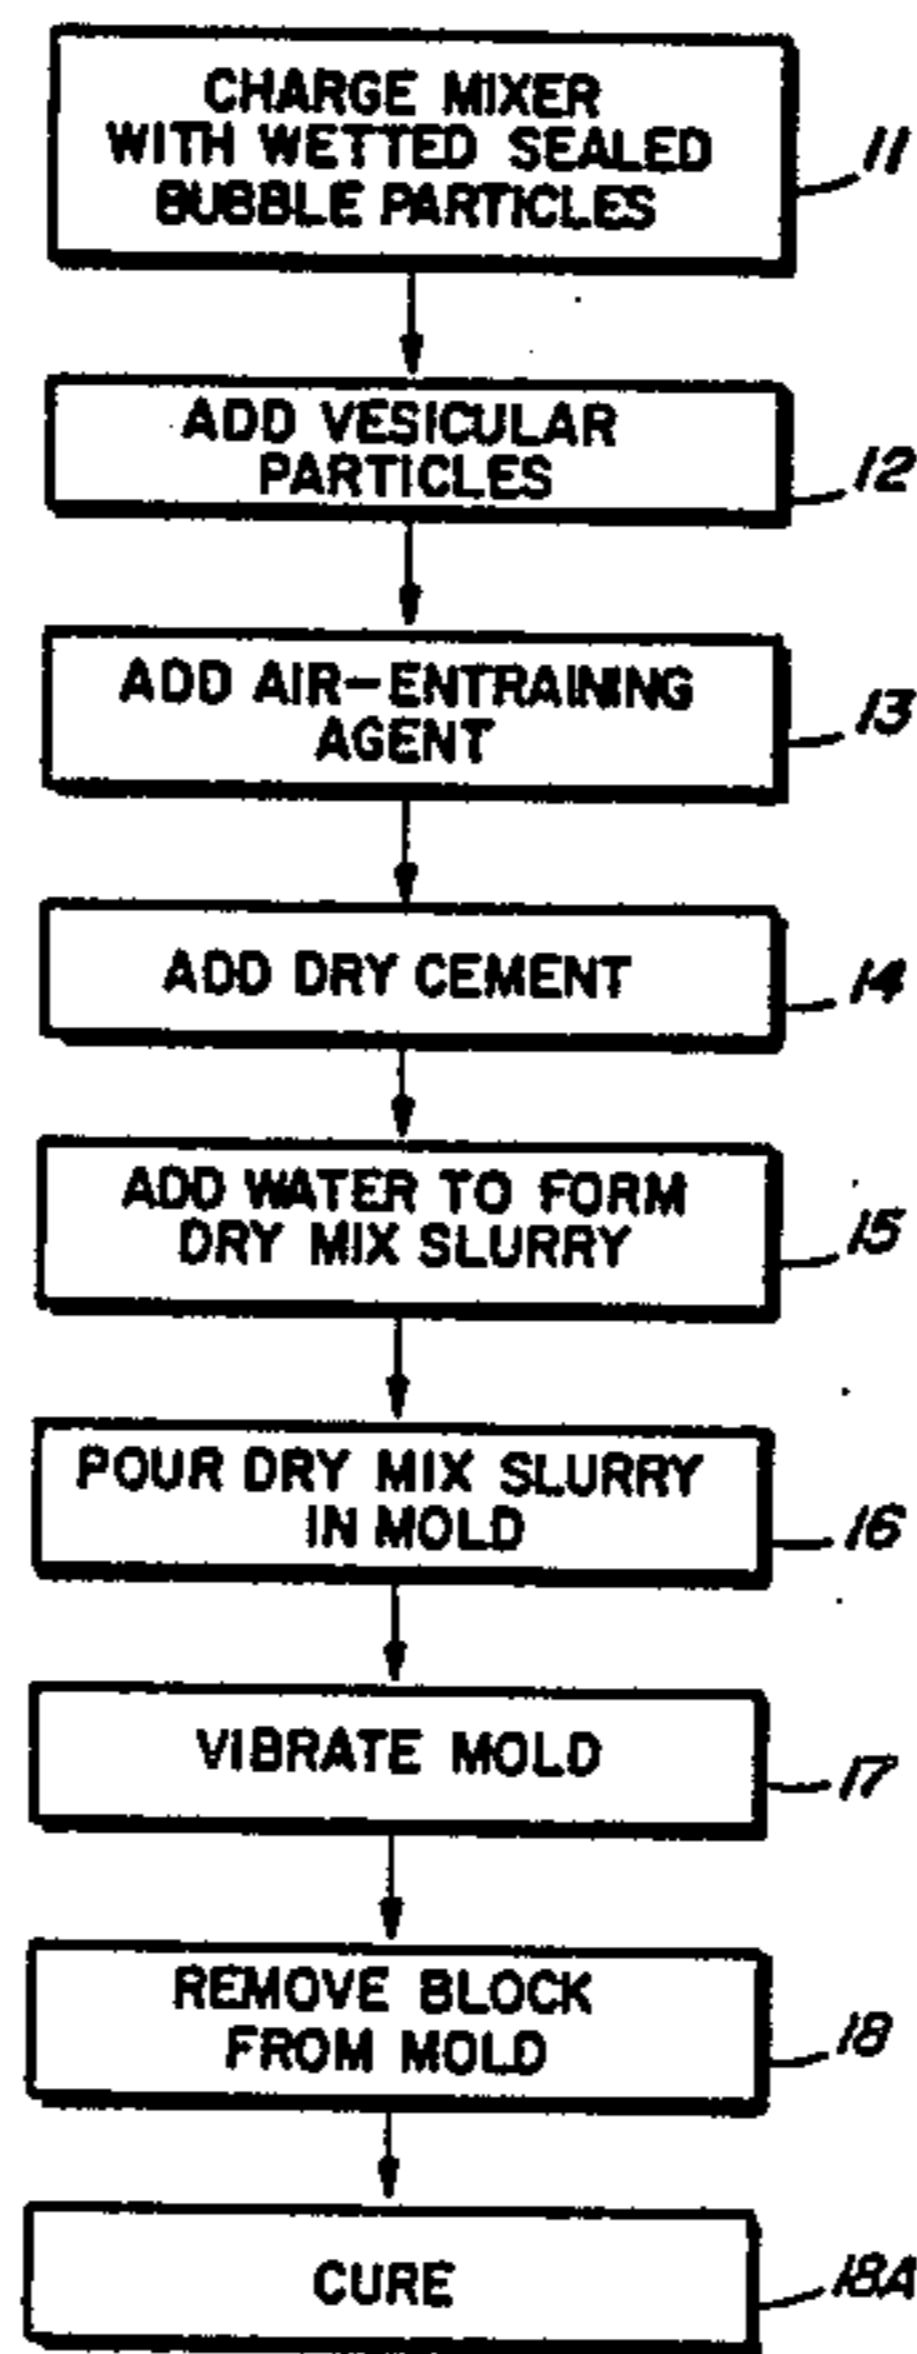 CHARGE MIXER
WITH WETTED SEALED
BUBBLE PARTICLES
11
ADD VESICULAR
PARTICLES
12
ADD AIR-ENTRAINING
AGENT
13
ADD DRY CEMENT
14
ADD WATER TO FORM
DRY MIX SLURRY
15
POUR DRY MIX SLURRY
IN MOLD
16
VIBRATE MOLD
17
REMOVE BLOCK
FROM MOLD
18
CURE
18A